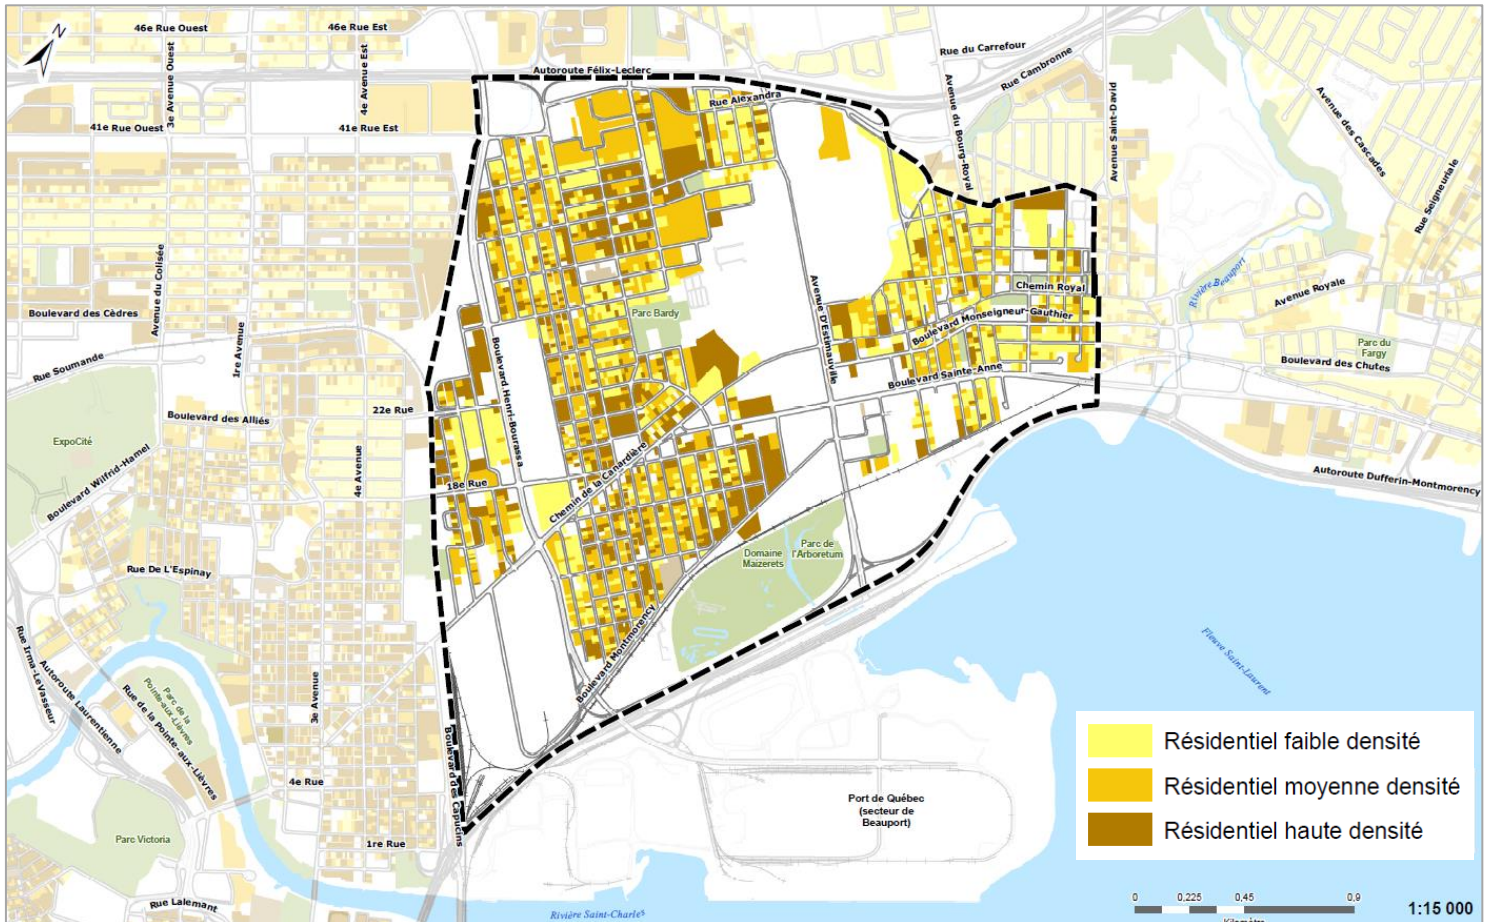 N
46e Rue Ouest
46e Rue Est
3e Avenue Ouest
4e Avenue Est
41e Rue Ouest
41e Rue Est
Autoroute Félix-Leclerc
Rue Alexandra
Rue du Carrefour
Rue Cambronne
Avenue du Bourg-Royal
Avenue Saint-David
Avenue des Cascades
Rue Seigneuriale
Avenue du Colisée
Boulevard des Cèdres
1re Avenue
Rue Soumande
Boulevard des Alliés
22e Rue
ExpoCité
Boulevard Wilfrid-Hamel
4e Avenue
18e Rue
Boulevard Henri-Bourassa
Parc Bardy
Avenue D'Estimauville
Chemin Royal
Boulevard Monseigneur-Gauthier
Boulevard Sainte-Anne
Rivière Beauport
Avenue Royale
Parc du
Fargy
Boulevard des Chutes
Autoroute Dufferin-Montmorency
Chemin de la Canardière
Domaine
Maizerets
Parc de
l'Arboretum
Boulevard Montmorency
Rue De L'Espinay
Rue Irma-LeVasseur
Autoroute Laurentienne
Rue de la Pointe-aux-Lièvres
Parc de la
Pointe-aux-Lièvres
3e Avenue
4e Rue
Parc Victoria
1re Rue
Rue Lalemant
Boulevard des Capucins
Rivière Saint-Charles
Fleuve Saint-Laurent
Port de Québec
(secteur de
Beauport)
Résidentiel faible densité
Résidentiel moyenne densité
Résidentiel haute densité
0 0,225 0,45 0,9
Kilomètre
1:15 000